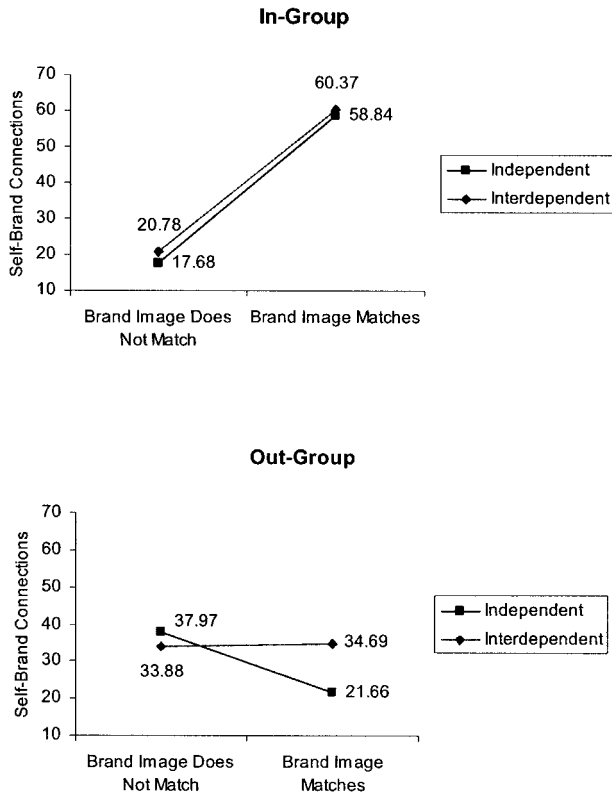 In-Group
70
60
50
40
30
20
10
Self-Brand Connections
60.37
58.84
20.78
17.68
Brand Image Does
Not Match
Brand Image Matches
Independent
Interdependent
Out-Group
70
60
50
40
30
20
10
Self-Brand Connections
37.97
33.88
34.69
21.66
Brand Image Does
Not Match
Brand Image
Matches
Independent
Interdependent